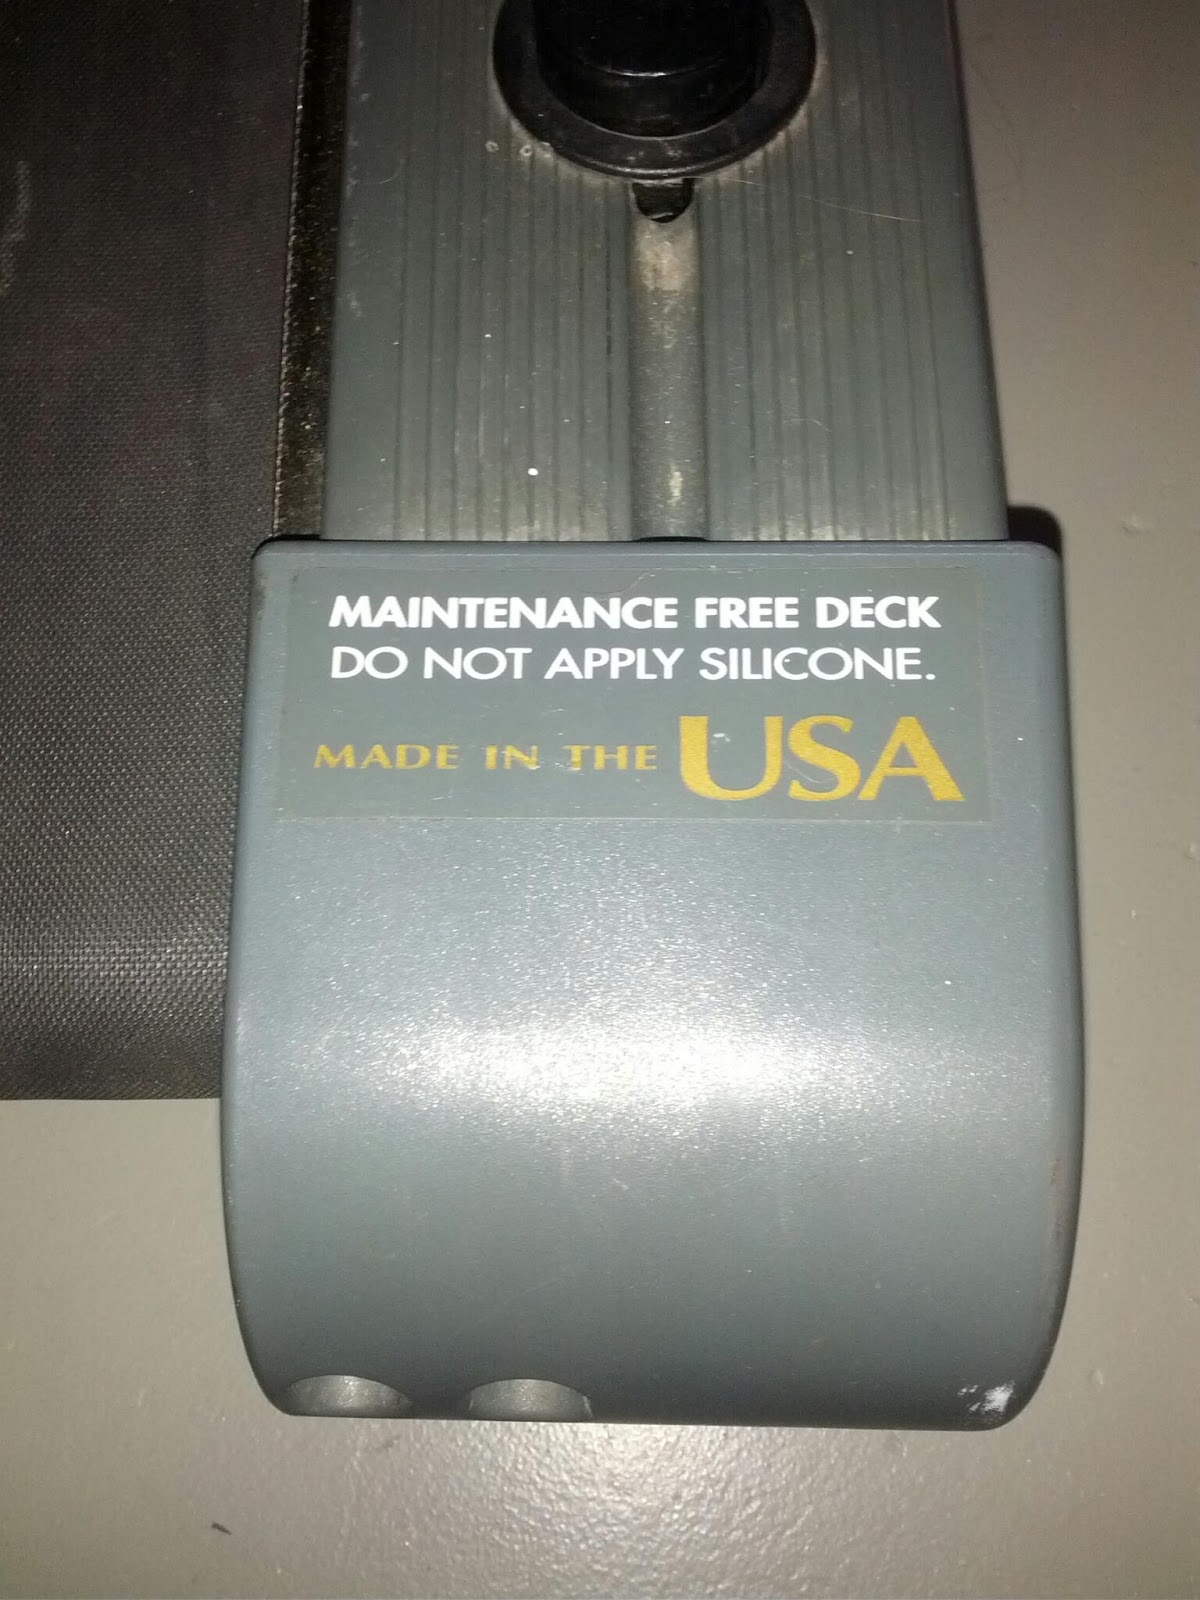 MAINTENANCE FREE DECK
DO NOT APPLY SILICONE.
MADE IN THE USA